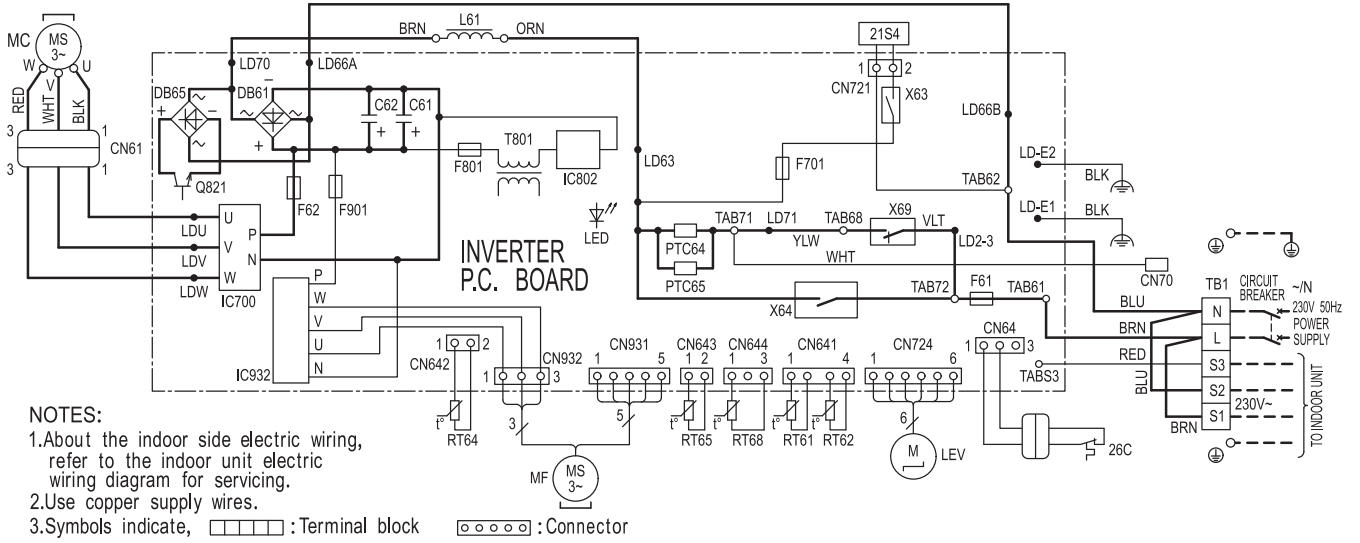 L61
BRN
ORN
MC
MS
3~
W
V
U
RED
WHT
BLK
3
1
CN61
3
1
LD70
LD66A
DB65
~
+
−
~
DB61
−
~
~
+
C62
C61
+
+
Q821
F62
F901
F801
T801
IC802
LED
LDU
LDV
LDW
U
V
W
P
N
IC700
INVERTER
P.C. BOARD
21S4
1
2
CN721
X63
LD63
F701
LD66B
TAB62
LD-E2
BLK
LD-E1
BLK
PTC64
PTC65
TAB71
LD71
YLW
TAB68
X69
VLT
LD2-3
WHT
CN70
X64
TAB72
F61
TAB61
P
W
V
U
N
IC932
1
2
CN642
t°
RT64
CN932
1
3
3
CN931
1
5
5
MF
MS
3~
CN643
1 2
t°
RT65
CN644
1
3
t°
RT68
CN641
1
4
t°
RT61
t°
RT62
CN724
1
6
6
M
LEV
CN64
1
3
26C
TABS3
BLU
BRN
RED
BLU
BRN
TB1
N
L
S3
S2
S1
CIRCUIT
BREAKER
~/N
230V 50Hz
POWER
SUPPLY
230V~
TO INDOOR UNIT
NOTES:
1.About the indoor side electric wiring,
refer to the indoor unit electric
wiring diagram for servicing.
2.Use copper supply wires.
3.Symbols indicate, : Terminal block : Connector